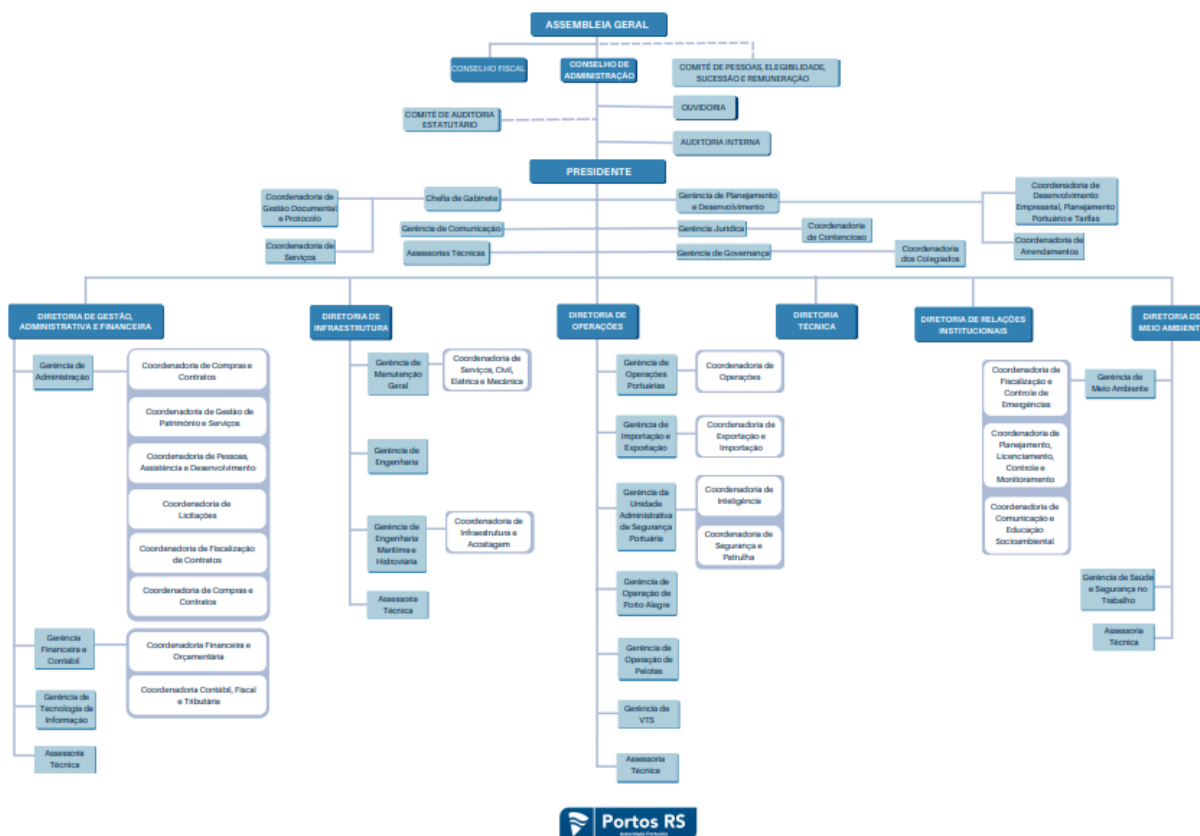 ASSEMBLEIA GERAL
CONSELHO FISCAL
CONSELHO DE
ADMINISTRAÇÃO
COMITÊ DE PESSOAS, ELEGIBILIDADE,
SUCESSÃO E REMUNERAÇÃO
COMITÊ DE AUDITORIA
ESTATUTÁRIO
OUVIDORIA
AUDITORIA INTERNA
PRESIDENTE
Coordenadoria de
Gestão Documental
e Protocolo
Coordenadoria de
Serviços
Chefia de Gabinete
Gerência de Comunicação
Assessorias Técnicas
Gerência de Planejamento
e Desenvolvimento
Gerência Jurídica
Gerência de Governança
Coordenadoria
de Contencioso
Coordenadoria
dos Colegiados
Coordenadoria de
Desenvolvimento
Empresarial, Planejamento
Portuário e Tarifas
Coordenadoria de
Arrendamentos
DIRETORIA DE GESTÃO,
ADMINISTRATIVA E FINANCEIRA
Gerência
de Administração
Coordenadoria de Compras e
Contratos
Coordenadoria de Gestão de
Patrimônio e Serviços
Coordenadoria de Pessoas,
Assistência e Desenvolvimento
Coordenadoria de
Licitações
Coordenadoria de Fiscalização
de Contratos
Coordenadoria de Compras e
Contratos
Gerência
Financeira e
Contábil
Coordenadoria Financeira e
Orçamentária
Coordenadoria Contábil, Fiscal
e Tributária
Gerência de
Tecnologia da
Informação
Assessoria
Técnica
DIRETORIA DE
INFRAESTRUTURA
Gerência de
Manutenção
Geral
Coordenadoria de
Serviços, Civil,
Elétrica e Mecânica
Gerência de
Engenharia
Gerência de
Engenharia
Marítima e
Hidroviária
Coordenadoria de
Infraestrutura e
Acostagem
Assessoria
Técnica
DIRETORIA DE
OPERAÇÕES
Gerência de
Operações
Portuárias
Coordenadoria de
Operações
Gerência de
Importação e
Exportação
Coordenadoria de
Exportação e
Importação
Gerência da
Unidade
Administrativa
de Segurança
Portuária
Coordenadoria de
Inteligência
Coordenadoria de
Segurança e
Patrulha
Gerência de
Operação de
Porto Alegre
Gerência de
Operação de
Pelotas
Gerência de
VTS
Assessoria
Técnica
DIRETORIA
TÉCNICA
DIRETORIA DE RELAÇÕES
INSTITUCIONAIS
DIRETORIA DE
MEIO AMBIENTE
Coordenadoria de
Fiscalização e
Controle de
Emergências
Coordenadoria de
Planejamento,
Licenciamento,
Controle e
Monitoramento
Coordenadoria de
Comunicação e
Educação
Socioambiental
Gerência de
Meio Ambiente
Gerência de Saúde
e Segurança no
Trabalho
Assessoria
Técnica
Portos RS
Autoridade Portuária